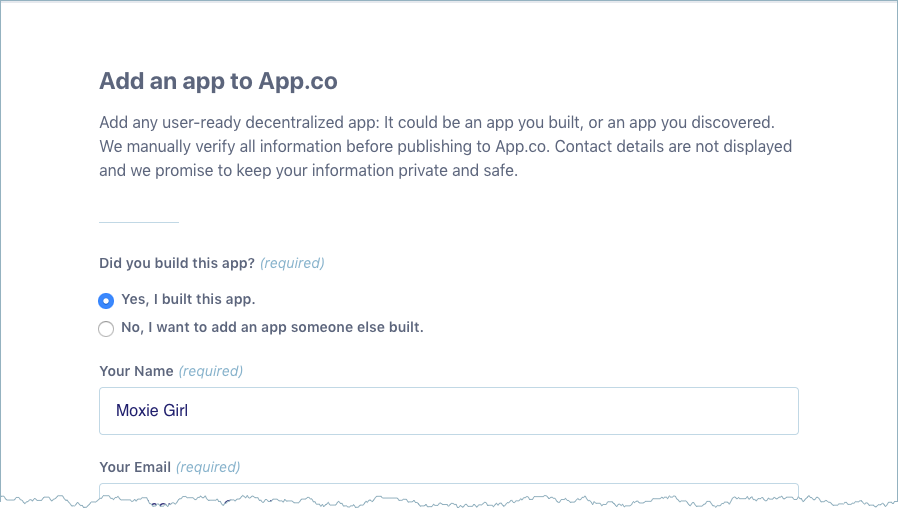 Add an app to App.co
Add any user-ready decentralized app: It could be an app you built, or an app you discovered.
We manually verify all information before publishing to App.co. Contact details are not displayed
and we promise to keep your information private and safe.
Did you build this app? (required)
Yes, I built this app.
No, I want to add an app someone else built.
Your Name (required)
Moxie Girl
Your Email (required)